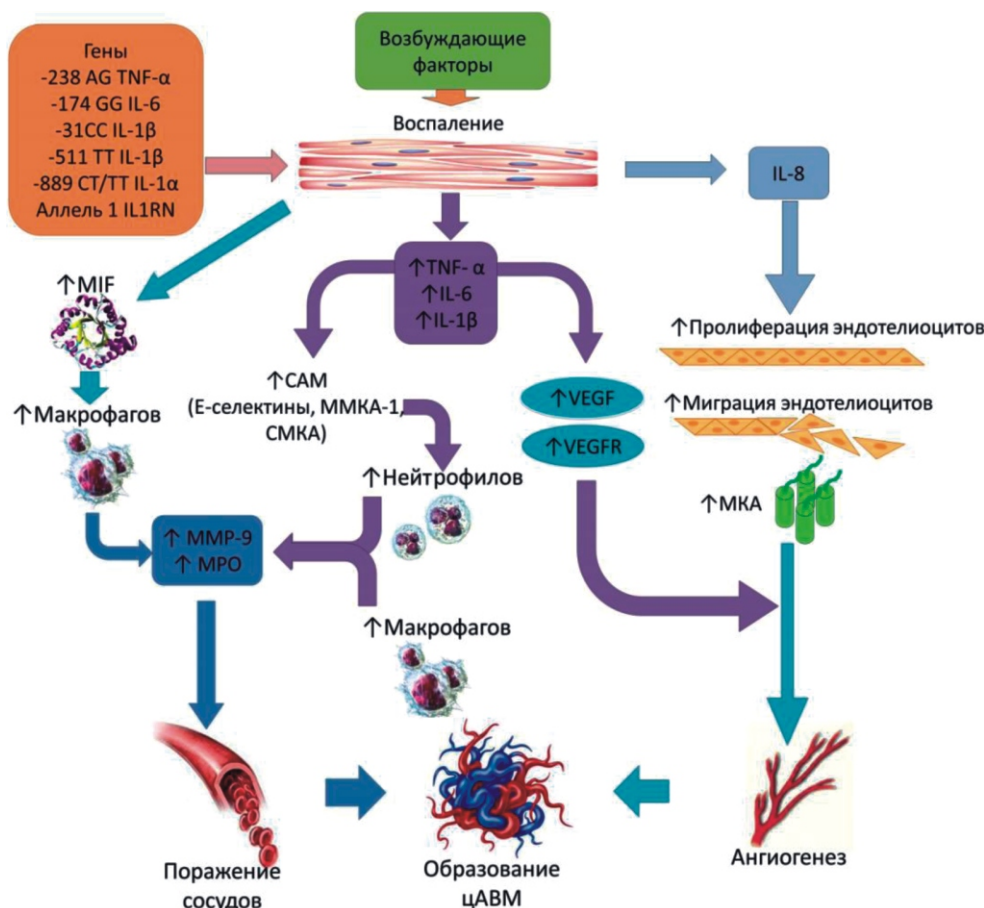 Гены
-238 AG TNF-α
-174 GG IL-6
-31CC IL-1β
-511 TT IL-1β
-889 CT/TT IL-1α
Аллель 1 IL1RN
Возбуждающие
факторы
Воспаление
IL-8
↑MIF
↑TNF- α
↑IL-6
↑IL-1β
↑Пролиферация эндотелиоцитов
↑Макрофагов
↑САМ
(Е-селектины, ММКА-1,
СМКА)
↑VEGF
↑VEGFR
↑Миграция эндотелиоцитов
↑Нейтрофилов
↑МКА
↑ MMP-9
↑ MPO
↑Макрофагов
Поражение
сосудов
Образование
цАВМ
Ангиогенез